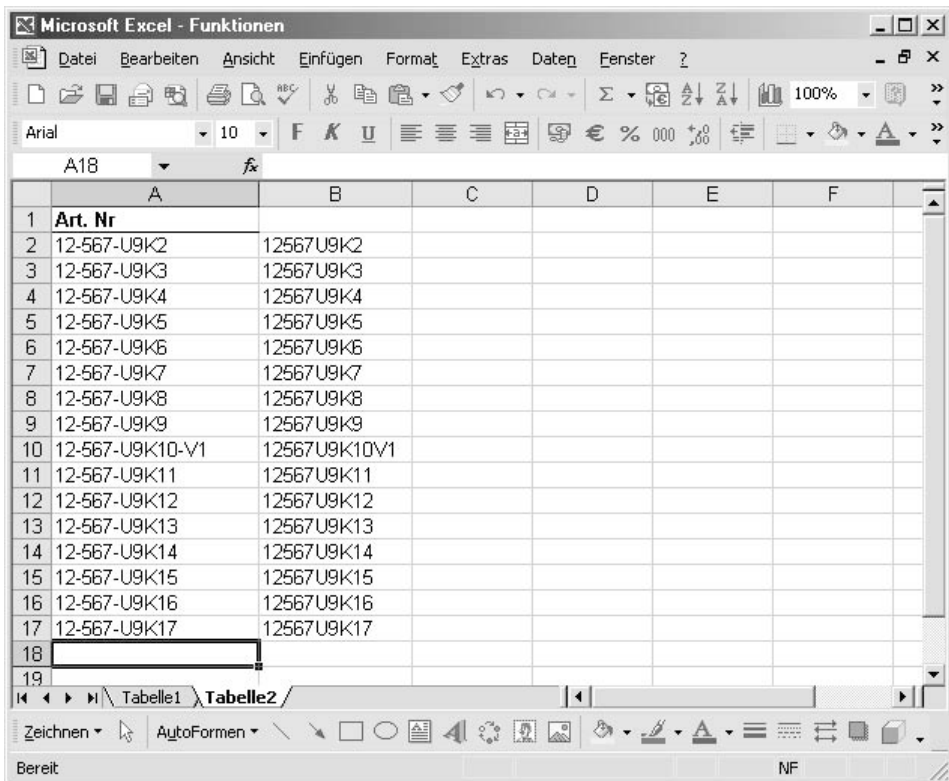 Microsoft Excel - Funktionen
Datei Bearbeiten Ansicht Einfügen Format Extras Daten Fenster ?
ABC 100%
Arial 10 F K U € % 000
A18 fx
A B C D E F
1 Art. Nr
2 12-567-U9K2 12567U9K2
3 12-567-U9K3 12567U9K3
4 12-567-U9K4 12567U9K4
5 12-567-U9K5 12567U9K5
6 12-567-U9K6 12567U9K6
7 12-567-U9K7 12567U9K7
8 12-567-U9K8 12567U9K8
9 12-567-U9K9 12567U9K9
10 12-567-U9K10-V1 12567U9K10V1
11 12-567-U9K11 12567U9K11
12 12-567-U9K12 12567U9K12
13 12-567-U9K13 12567U9K13
14 12-567-U9K14 12567U9K14
15 12-567-U9K15 12567U9K15
16 12-567-U9K16 12567U9K16
17 12-567-U9K17 12567U9K17
18
19
Tabelle1 Tabelle2
Zeichnen AutoFormen
Bereit NF